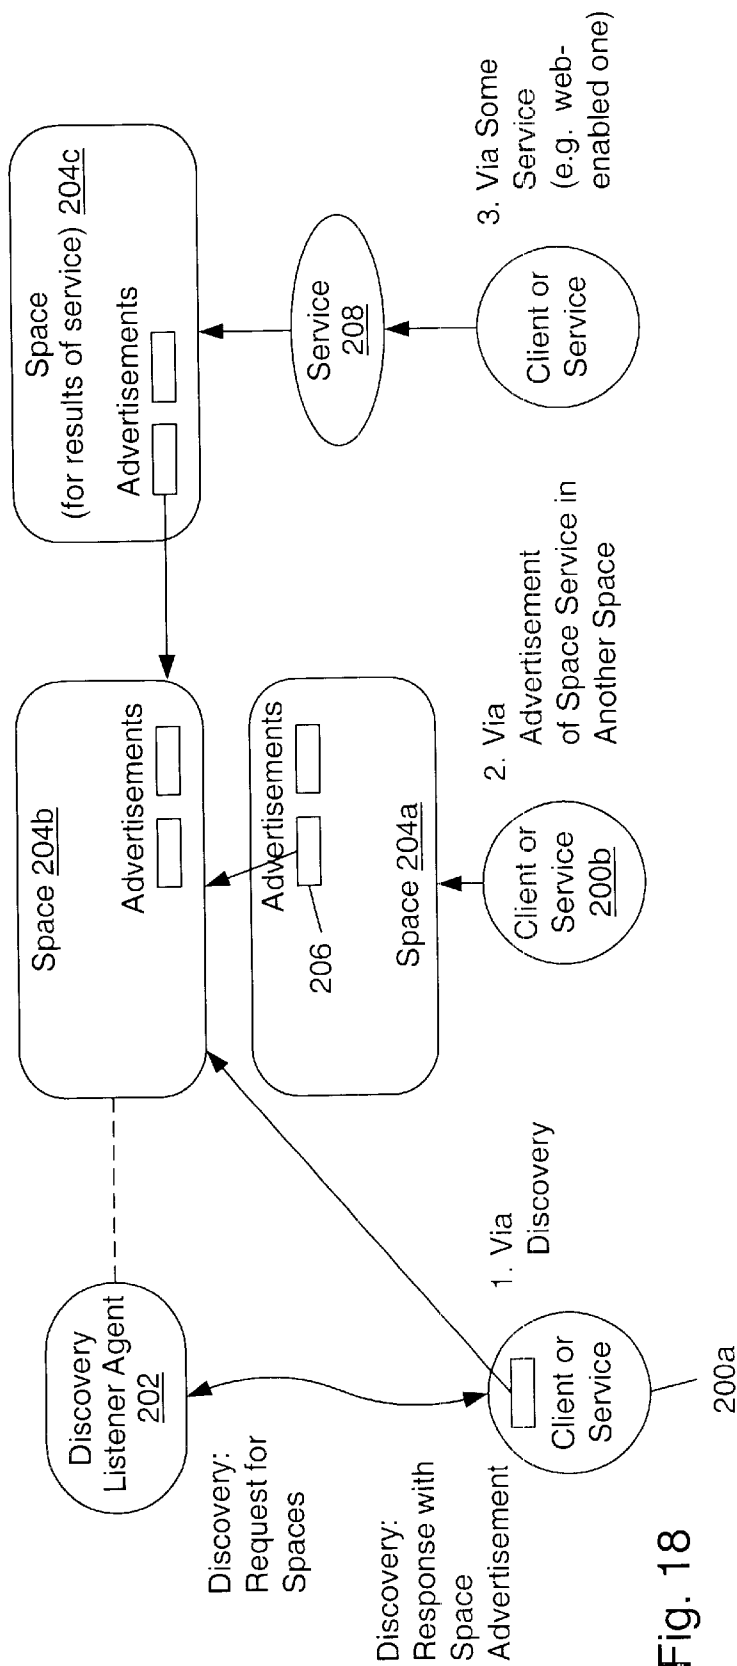 Discovery
Listener Agent
202
Discovery:
Request for
Spaces
Discovery:
Response with
Space
Advertisement
Client or
Service
200a
1. Via
Discovery
Space 204b
Advertisements
Advertisements
206
Space 204a
Client or
Service
200b
2. Via
Advertisement
of Space Service in
Another Space
Space
(for results of service) 204c
Advertisements
Service
208
Client or
Service
3. Via Some
Service
(e.g. web-
enabled one)
Fig. 18